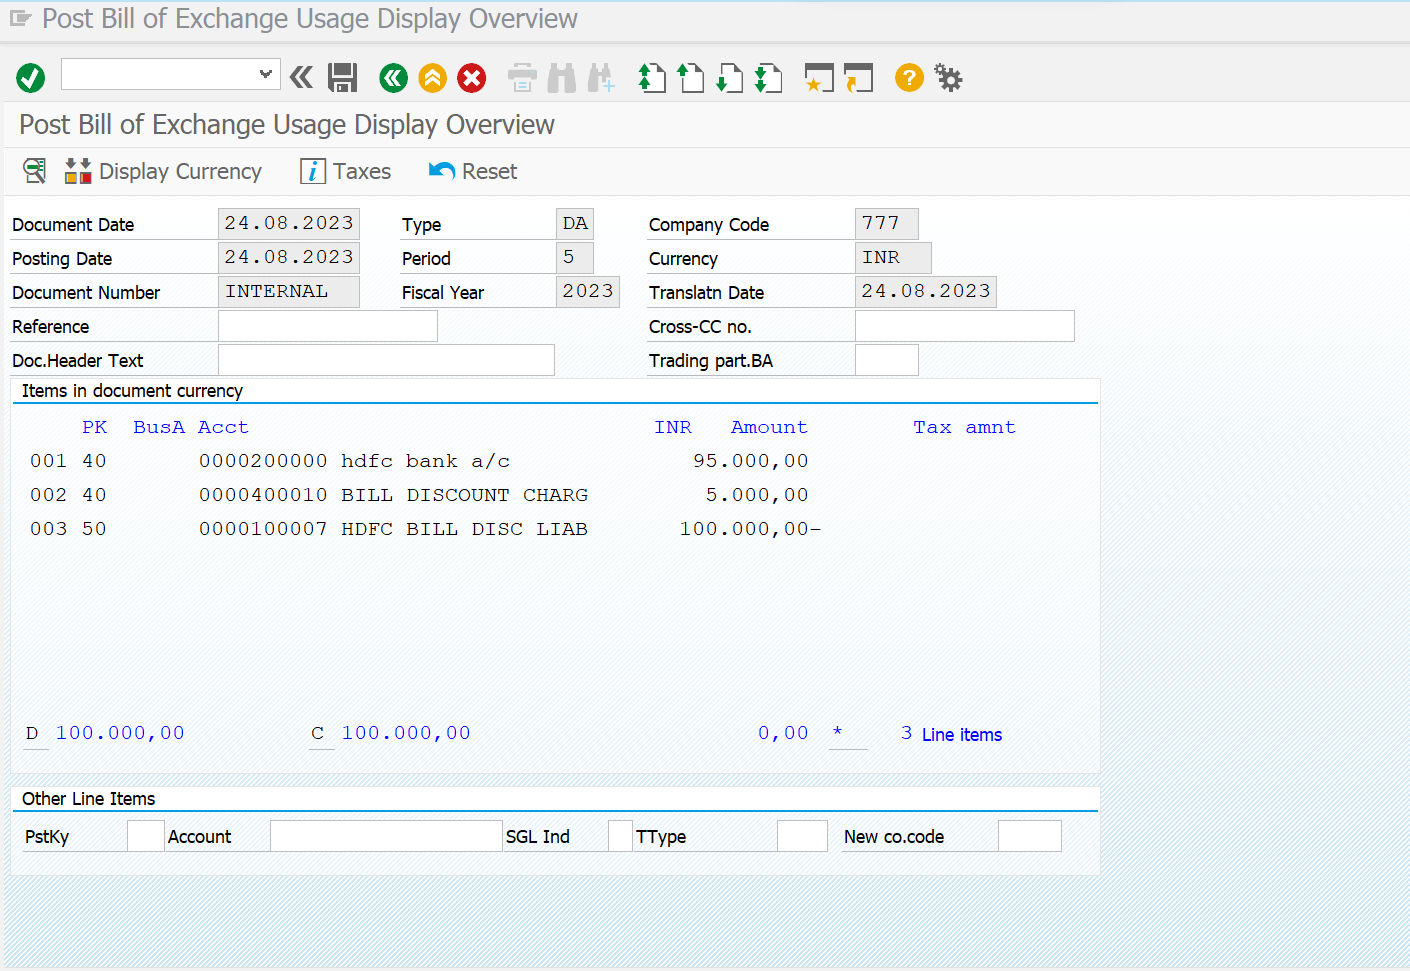 Post Bill of Exchange Usage Display Overview
Post Bill of Exchange Usage Display Overview
Display Currency Taxes Reset
Document Date 24.08.2023 Type DA Company Code 777
Posting Date 24.08.2023 Period 5 Currency INR
Document Number INTERNAL Fiscal Year 2023 Translatn Date 24.08.2023
Reference Cross-CC no.
Doc.Header Text Trading part.BA
Items in document currency
PK BusA Acct INR Amount Tax amnt
001 40 0000200000 hdfc bank a/c 95.000,00
002 40 0000400010 BILL DISCOUNT CHARG 5.000,00
003 50 0000100007 HDFC BILL DISC LIAB 100.000,00-
D 100.000,00 C 100.000,00 0,00 * 3 Line items
Other Line Items
PstKy Account SGL Ind TType New co.code